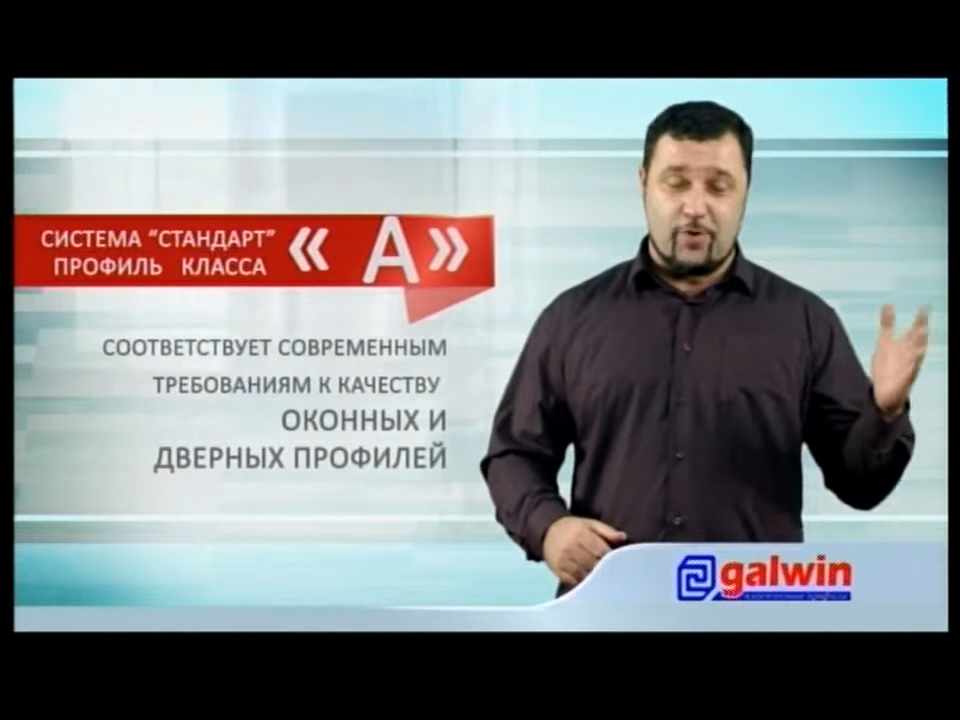 СИСТЕМА “СТАНДАРТ”
ПРОФИЛЬ КЛАССА « А»
СООТВЕТСТВУЕТ СОВРЕМЕННЫМ
ТРЕБОВАНИЯМ К КАЧЕСТВУ
ОКОННЫХ И
ДВЕРНЫХ ПРОФИЛЕЙ
galwin